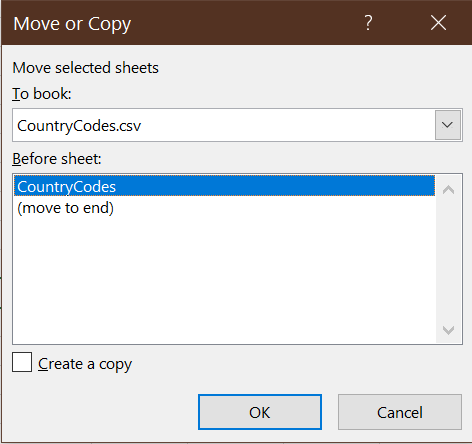 Move or Copy ?
Move selected sheets
To book:
CountryCodes.csv
Before sheet:
CountryCodes
(move to end)
Create a copy
OK Cancel